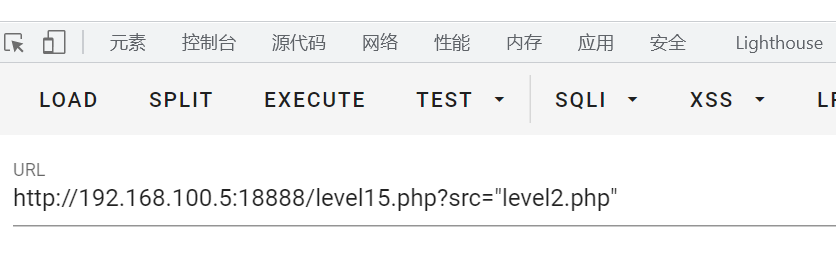 元素 控制台 源代码 网络 性能 内存 应用 安全 Lighthouse
LOAD SPLIT EXECUTE TEST SQLI XSS
URL
http://192.168.100.5:18888/level15.php?src="level2.php"